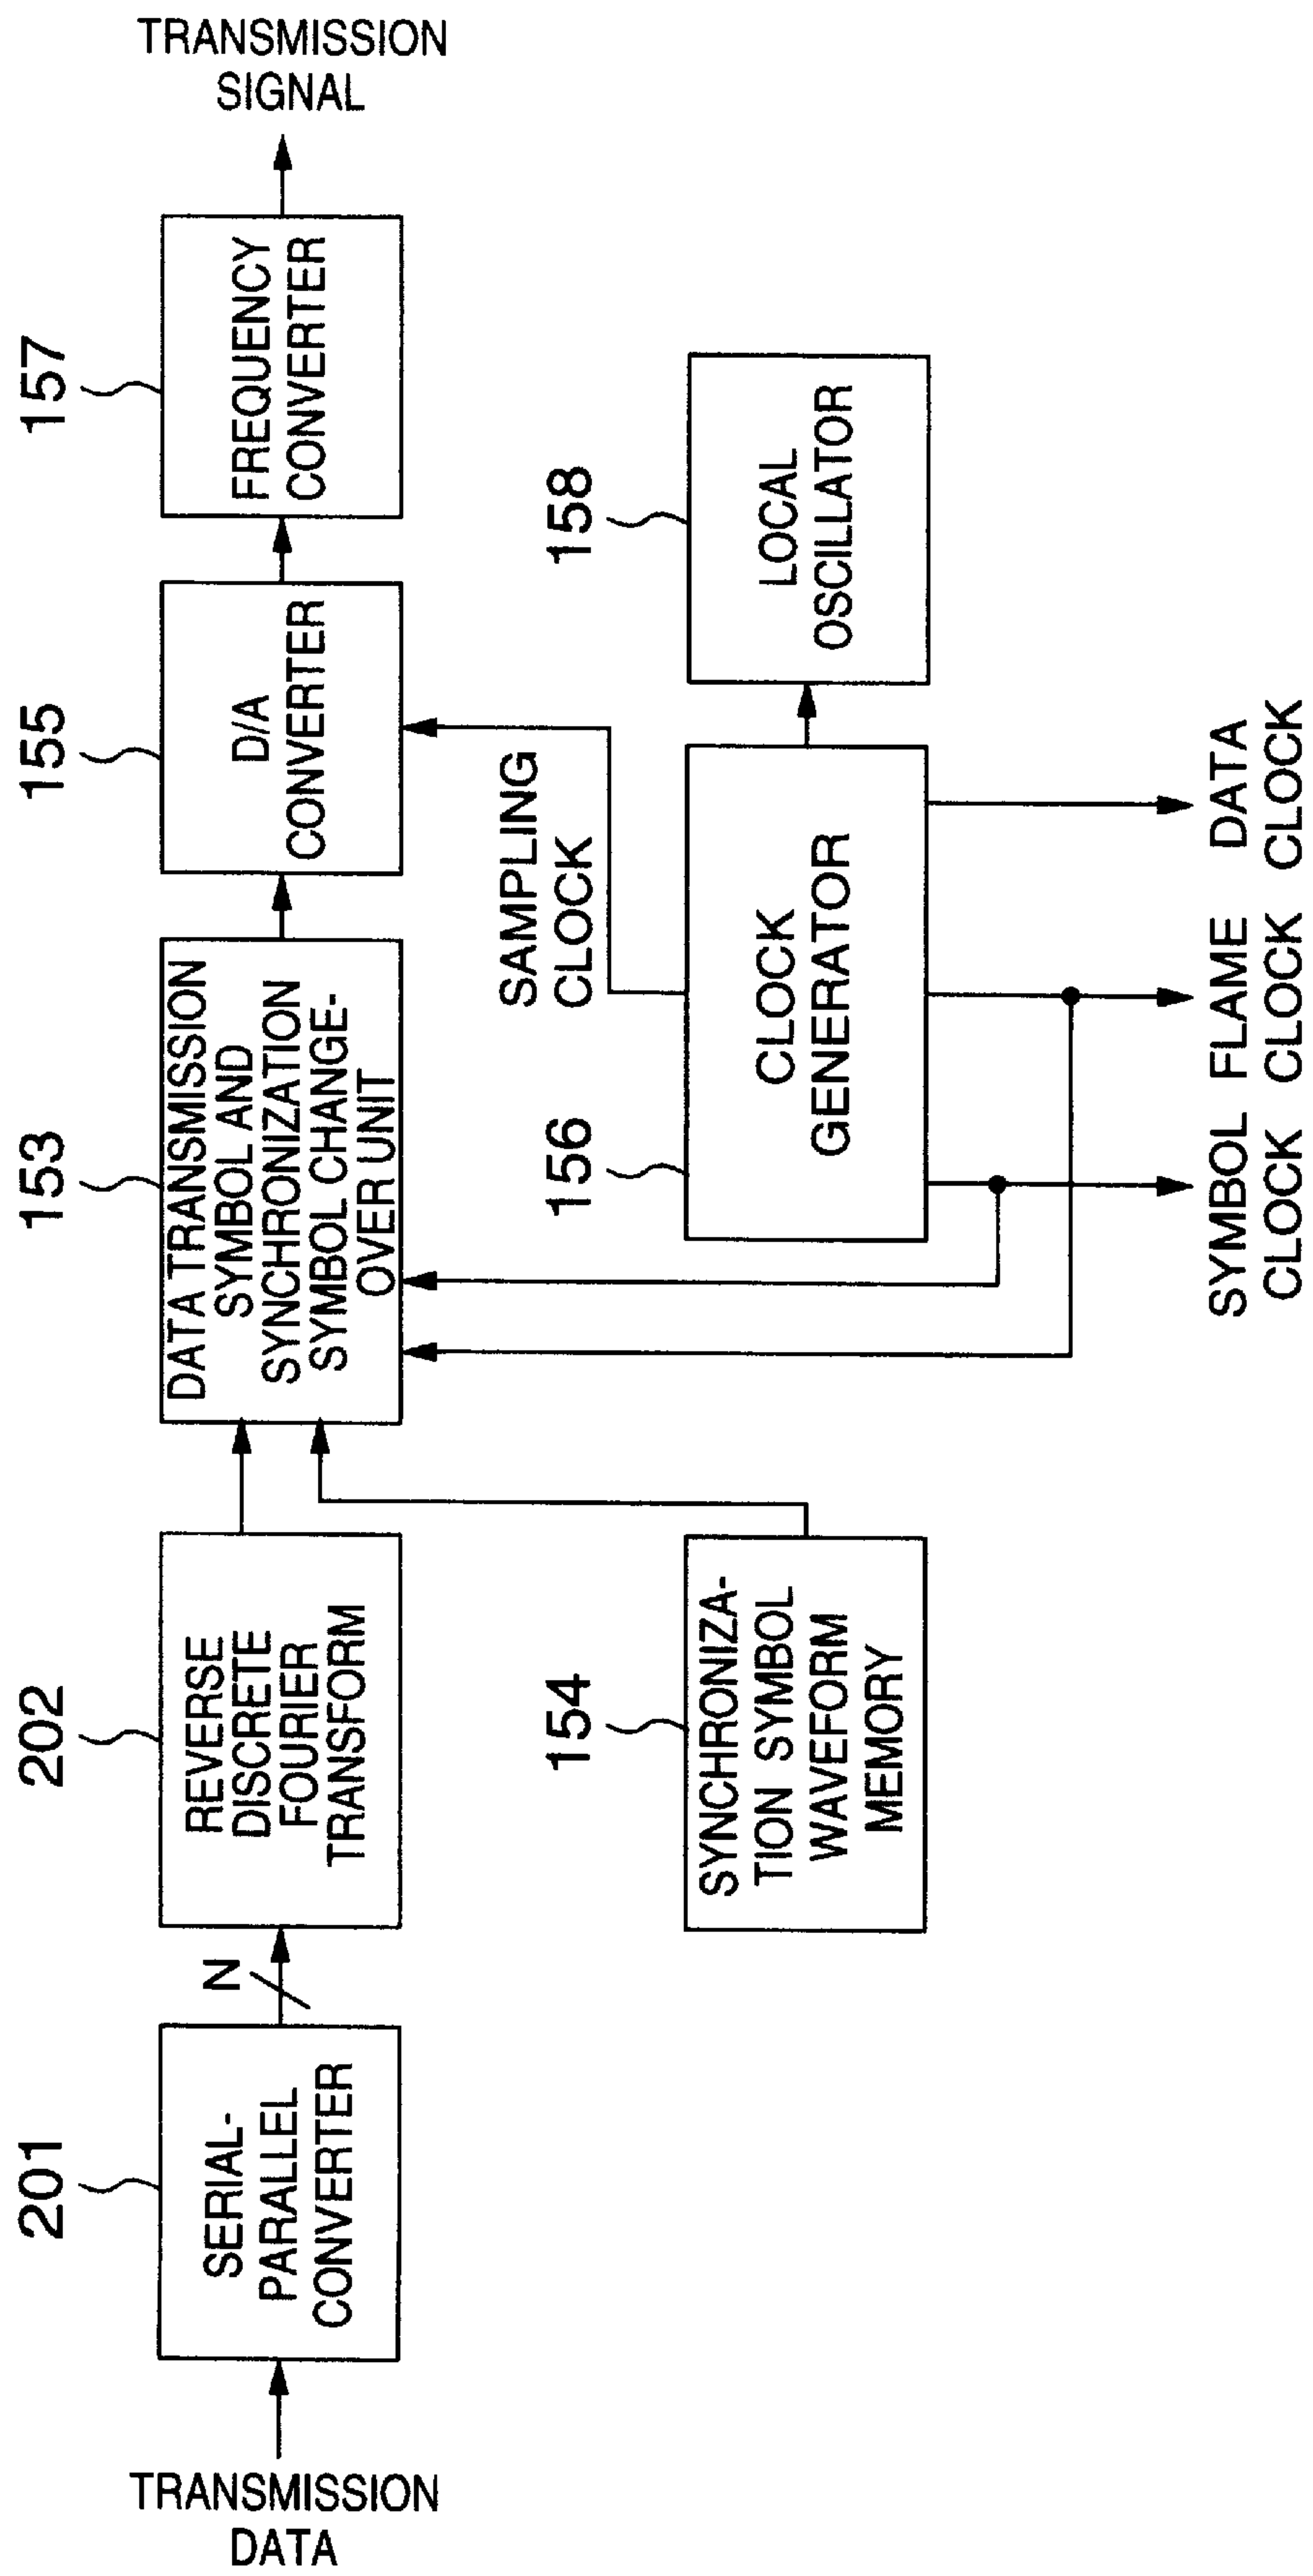 TRANSMISSION
DATA
201
SERIAL-
PARALLEL
CONVERTER
N
202
REVERSE
DISCRETE
FOURIER
TRANSFORM
154
SYNCHRONIZA-
TION SYMBOL
WAVEFORM
MEMORY
153
DATA TRANSMISSION
SYMBOL AND
SYNCHRONIZATION
SYMBOL CHANGE-
OVER UNIT
155
D/A
CONVERTER
157
FREQUENCY
CONVERTER
TRANSMISSION
SIGNAL
SAMPLING
CLOCK
156
CLOCK
GENERATOR
158
LOCAL
OSCILLATOR
SYMBOL FLAME DATA
CLOCK CLOCK CLOCK